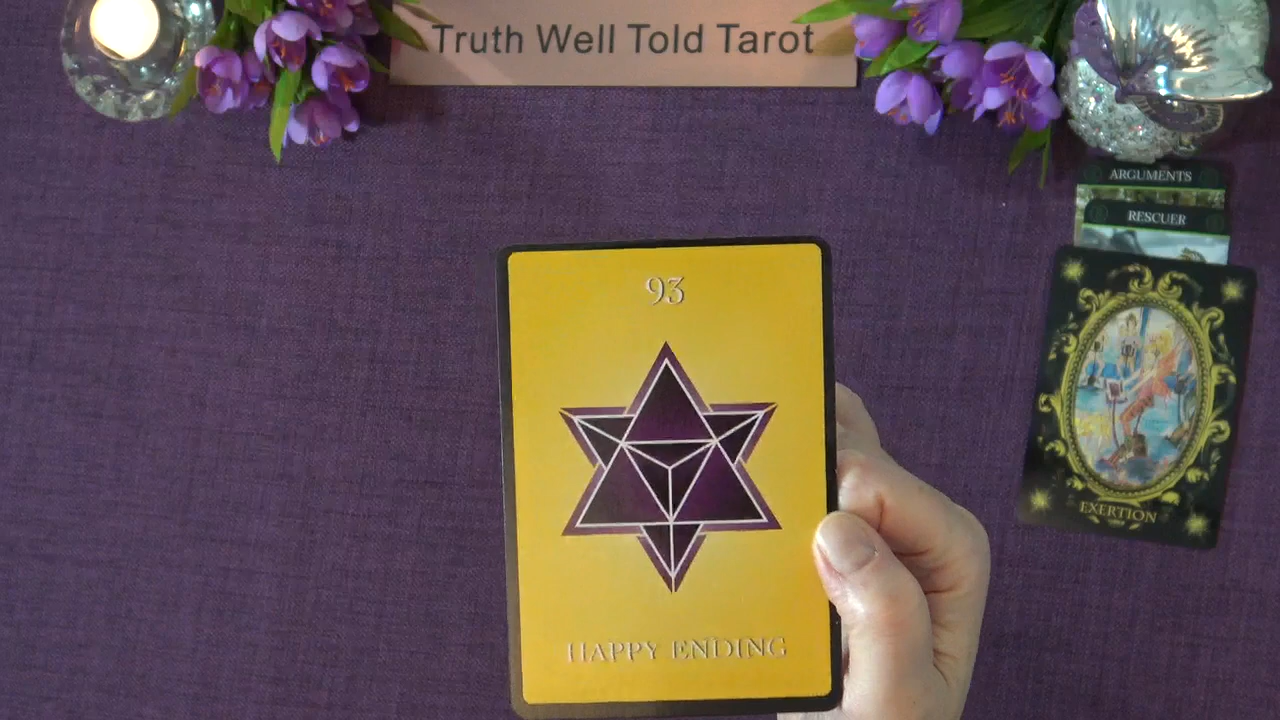 Truth Well Told Tarot
ARGUMENTS
RESCUER
EXERTION
93
HAPPY ENDING